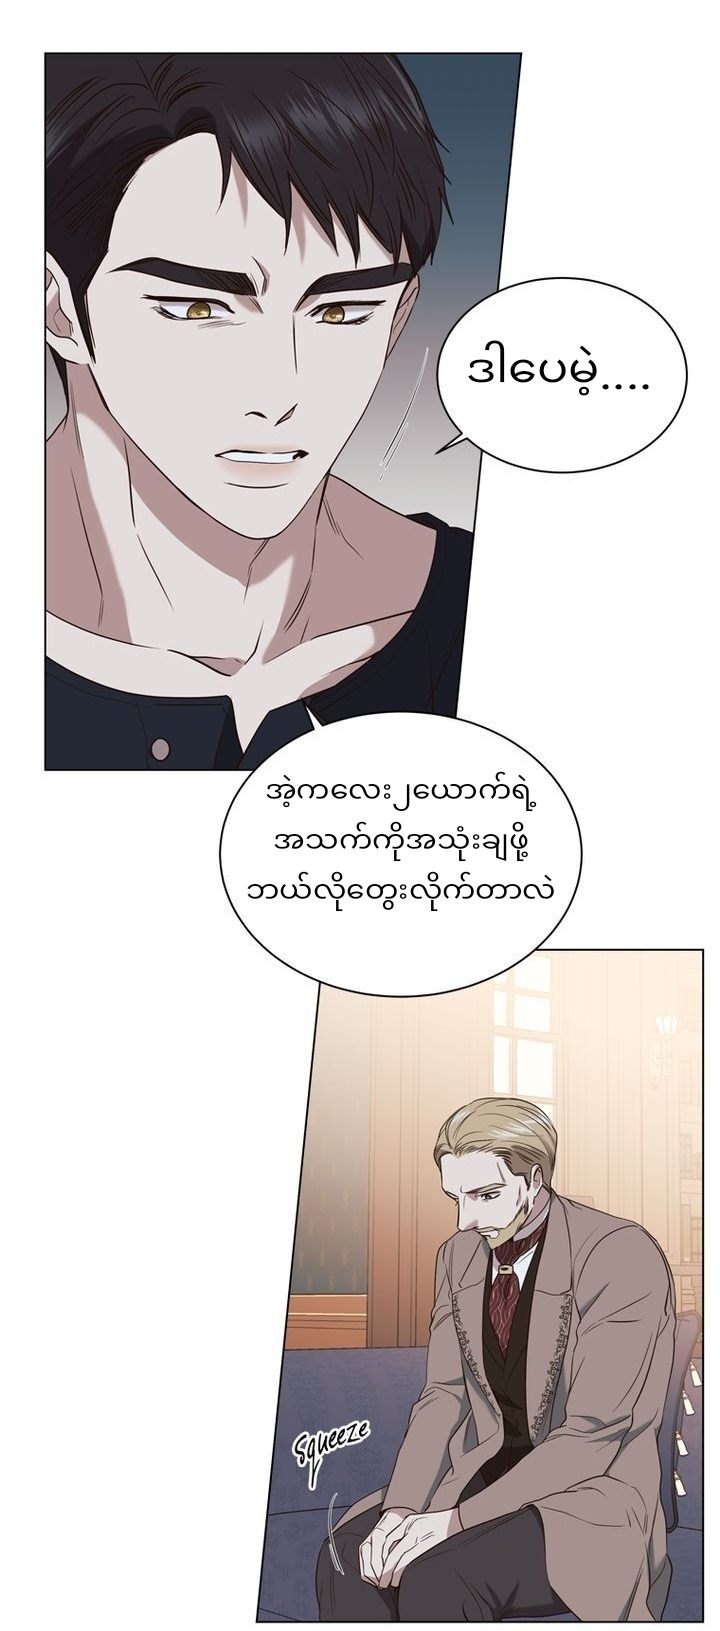 ဒါပေမဲ့....
အဲ့ကလေး၂ယောက်ရဲ့
အသက်ကိုအသုံးချဖို့
ဘယ်လိုတွေးလိုက်တာလဲ
Squeeze